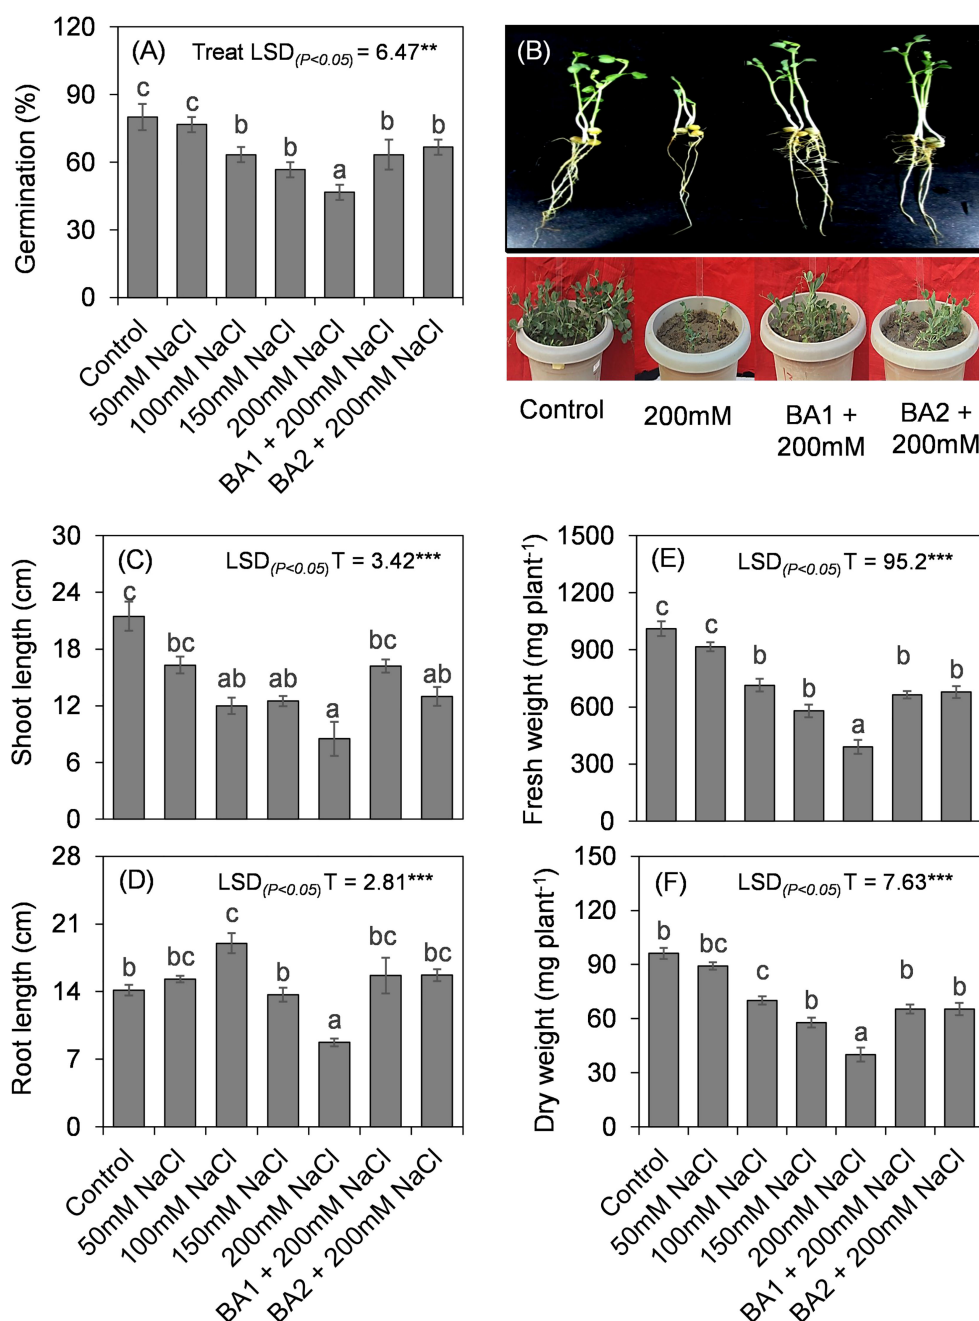 (A) Treat LSD(P<0.05) = 6.47**
Germination (%)
120
90
60
30
0
c
c
b
b
a
b
b
Control
50mM NaCl
100mM NaCl
150mM NaCl
200mM NaCl
BA1 + 200mM NaCl
BA2 + 200mM NaCl
(B)
Control
200mM
BA1 +
200mM
BA2 +
200mM
(C) LSD(P<0.05) T = 3.42***
Shoot length (cm)
30
24
18
12
6
0
c
bc
ab
ab
a
bc
ab
(E) LSD(P<0.05) T = 95.2***
Fresh weight (mg plant-1)
1500
1200
900
600
300
0
c
c
b
b
a
b
b
(D) LSD(P<0.05) T = 2.81***
Root length (cm)
28
21
14
7
0
b
bc
c
b
a
bc
bc
Control
50mM NaCl
100mM NaCl
150mM NaCl
200mM NaCl
BA1 + 200mM NaCl
BA2 + 200mM NaCl
(F) LSD(P<0.05) T = 7.63***
Dry weight (mg plant-1)
150
120
90
60
30
0
b
bc
c
b
a
b
b
Control
50mM NaCl
100mM NaCl
150mM NaCl
200mM NaCl
BA1 + 200mM NaCl
BA2 + 200mM NaCl